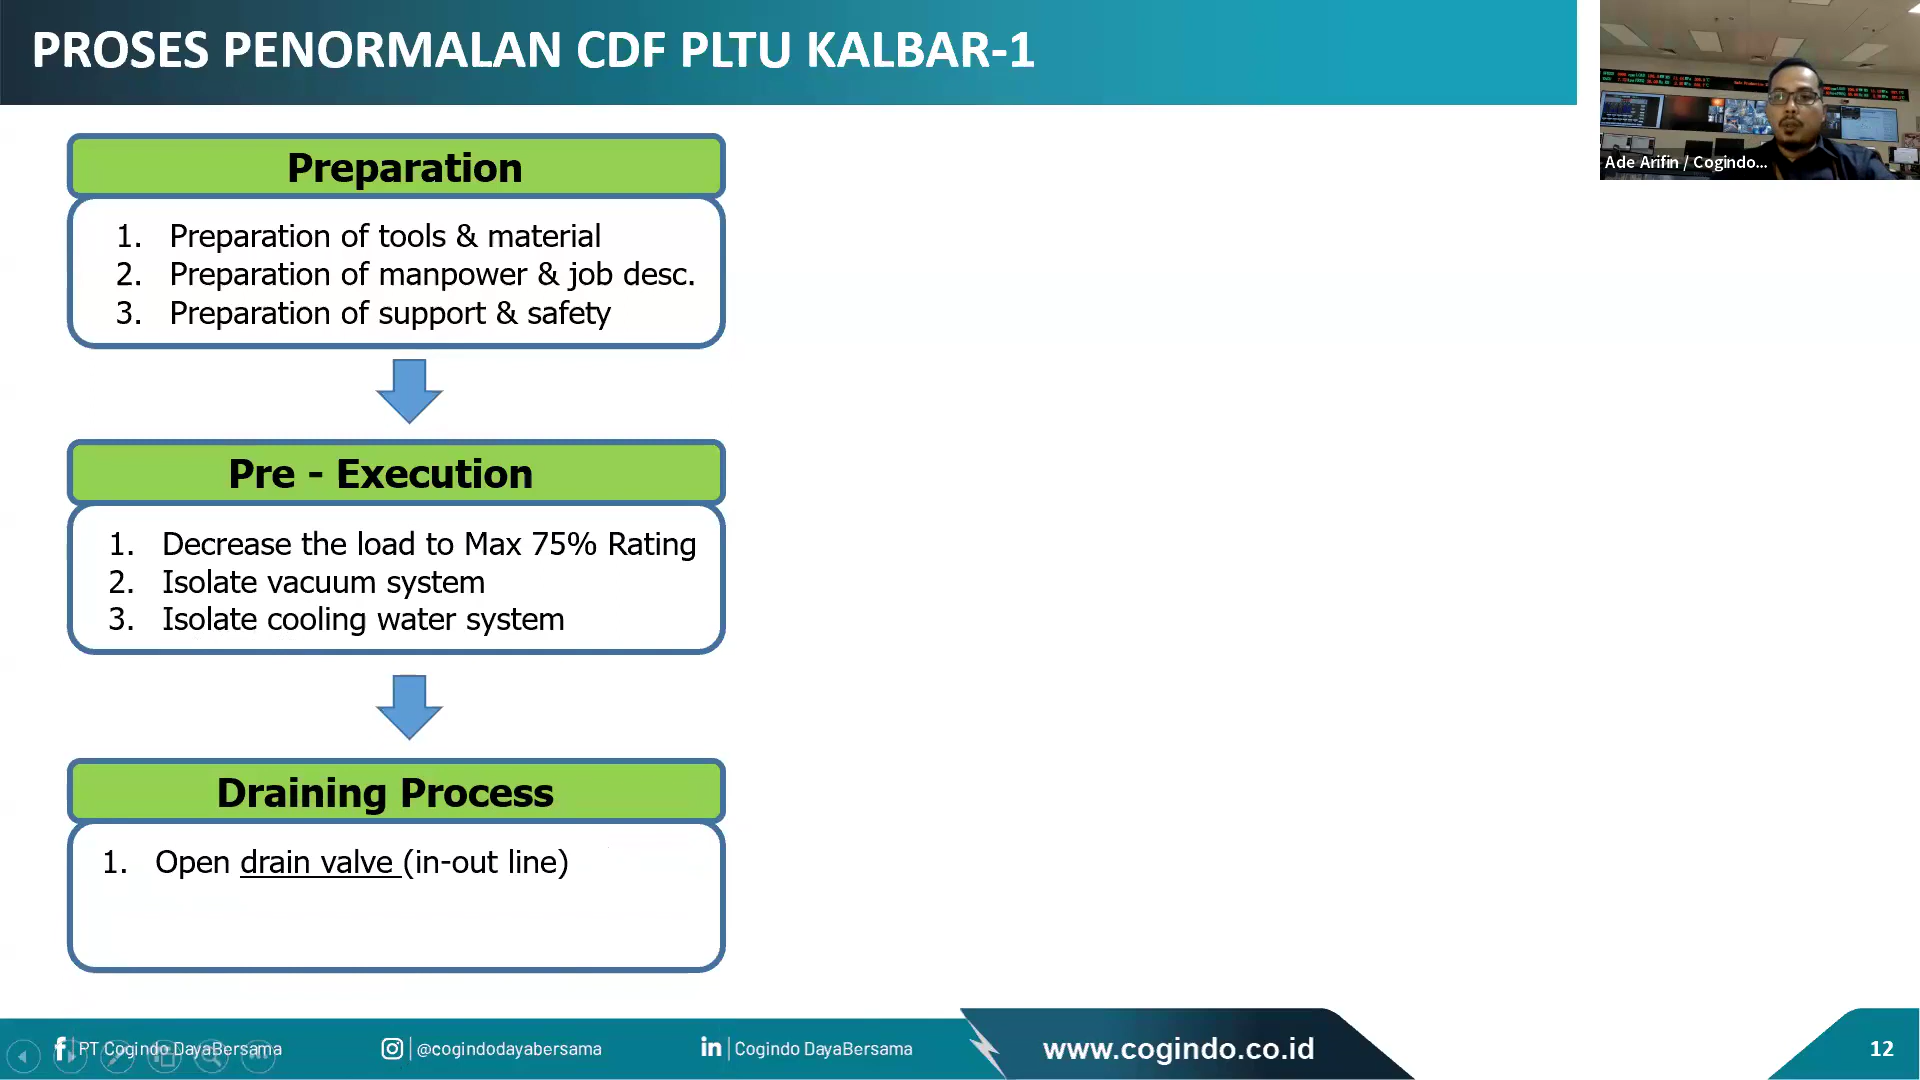 PROSES PENORMALAN CDF PLTU KALBAR-1
Ade Arifin / Cogindo...
Preparation
1. Preparation of tools & material
2. Preparation of manpower & job desc.
3. Preparation of support & safety
Pre - Execution
1. Decrease the load to Max 75% Rating
2. Isolate vacuum system
3. Isolate cooling water system
Draining Process
1. Open drain valve (in-out line)
PT Cogindo DayaBersama
@cogindodayabersama
Cogindo DayaBersama
www.cogindo.co.id
12